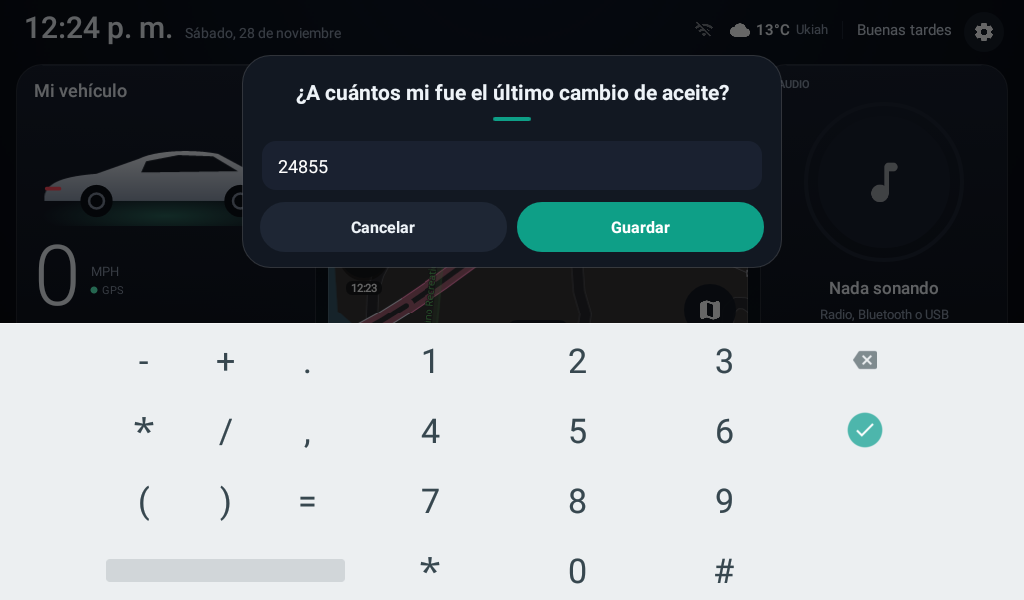 12:24 p. m.
Sábado, 28 de noviembre
13°C Ukiah
Buenas tardes
Mi vehículo
AUDIO
¿A cuántos mi fue el último cambio de aceite?
24855
Cancelar
Guardar
0
MPH
GPS
12:23
Nada sonando
Radio, Bluetooth o USB
- + . 1 2 3
* / , 4 5 6
( ) = 7 8 9
* 0 #